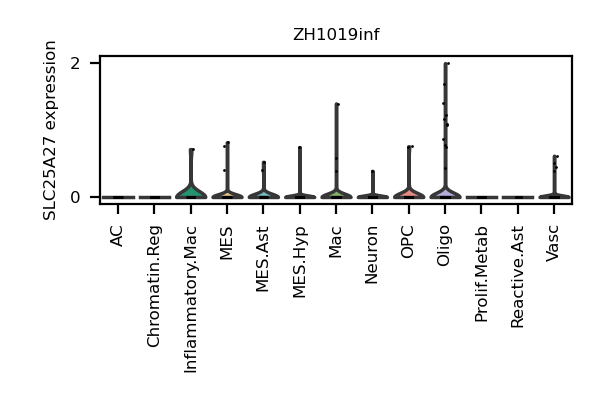 ZH1019inf
SLC25A27 expression
2
0
AC
Chromatin.Reg
Inflammatory.Mac
MES
MES.Ast
MES.Hyp
Mac
Neuron
OPC
Oligo
Prolif.Metab
Reactive.Ast
Vasc